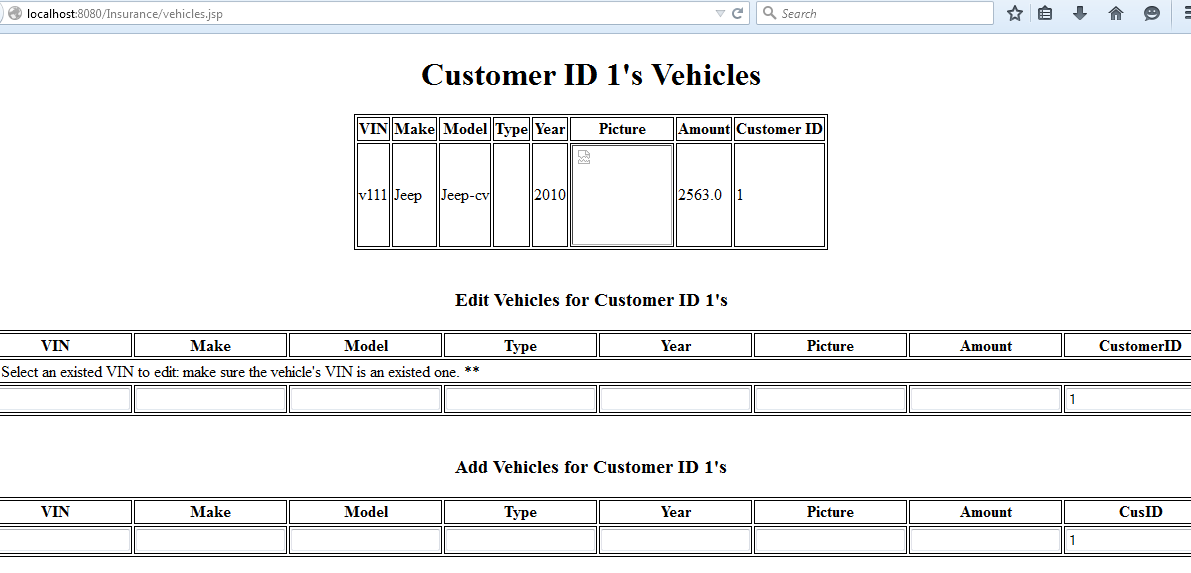 localhost:8080/Insurance/vehicles.jsp Search
Customer ID 1's Vehicles
VIN Make Model Type Year Picture Amount Customer ID
v111 Jeep Jeep-cv 2010 2563.0 1
Edit Vehicles for Customer ID 1's
VIN Make Model Type Year Picture Amount CustomerID
Select an existed VIN to edit: make sure the vehicle's VIN is an existed one. **
1
Add Vehicles for Customer ID 1's
VIN Make Model Type Year Picture Amount CusID
1